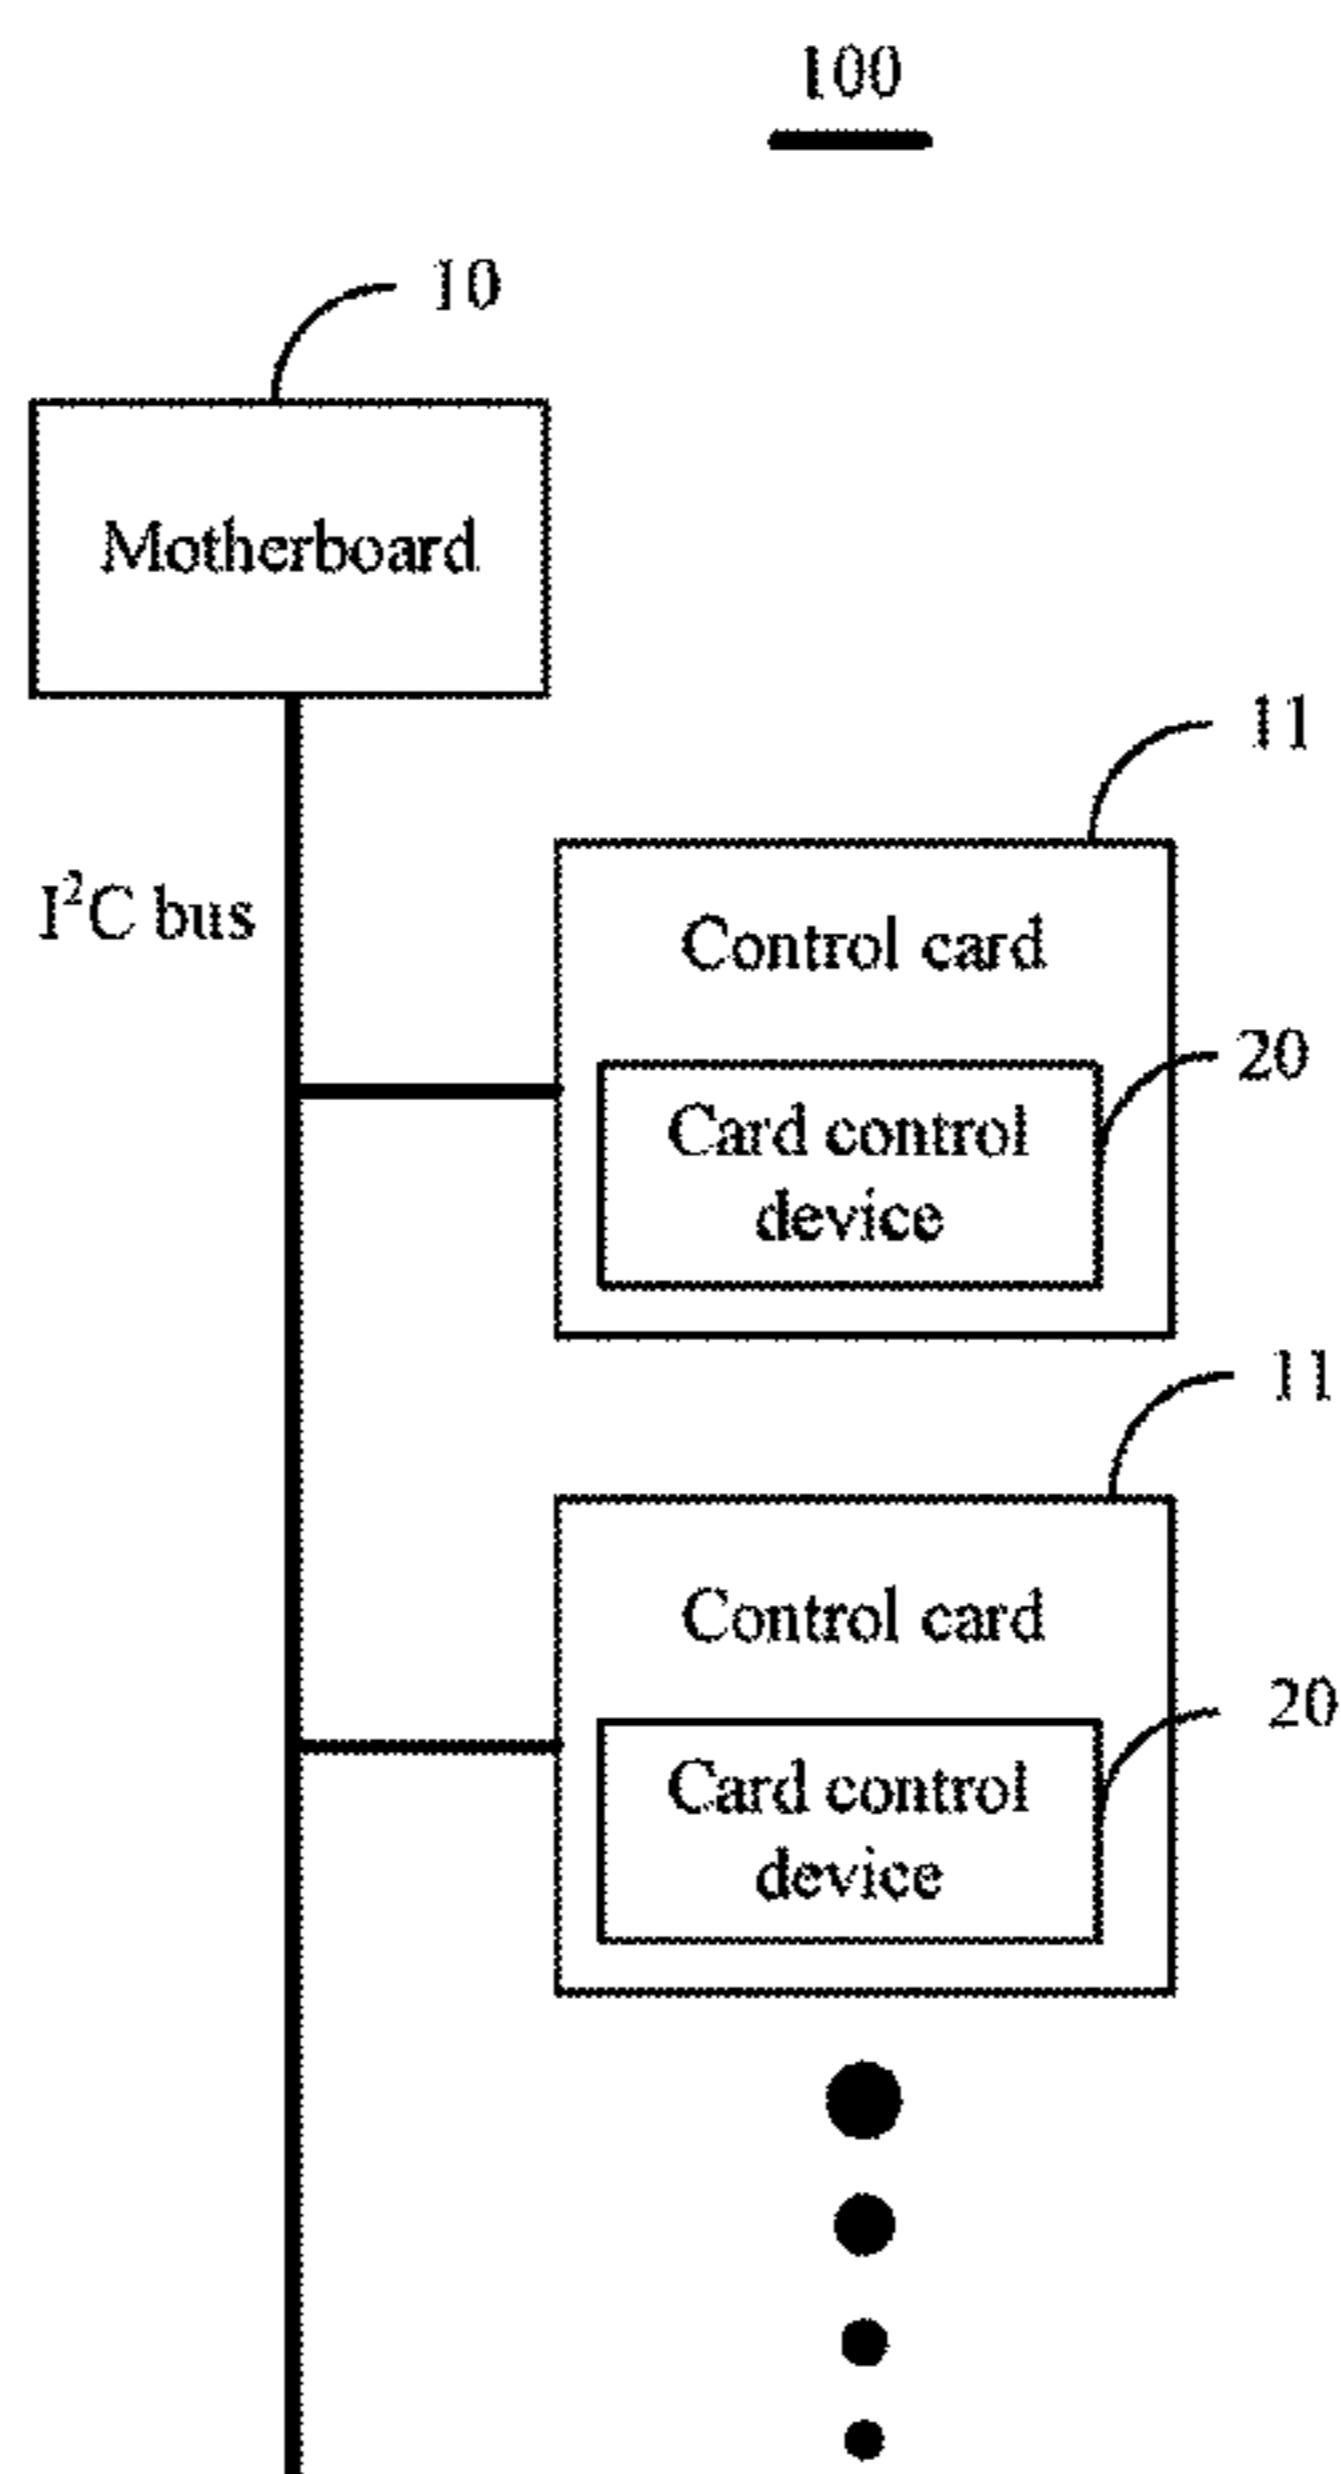 100
10
Motherboard
11
I²C bus
Control card
20
Card control
device
11
Control card
20
Card control
device